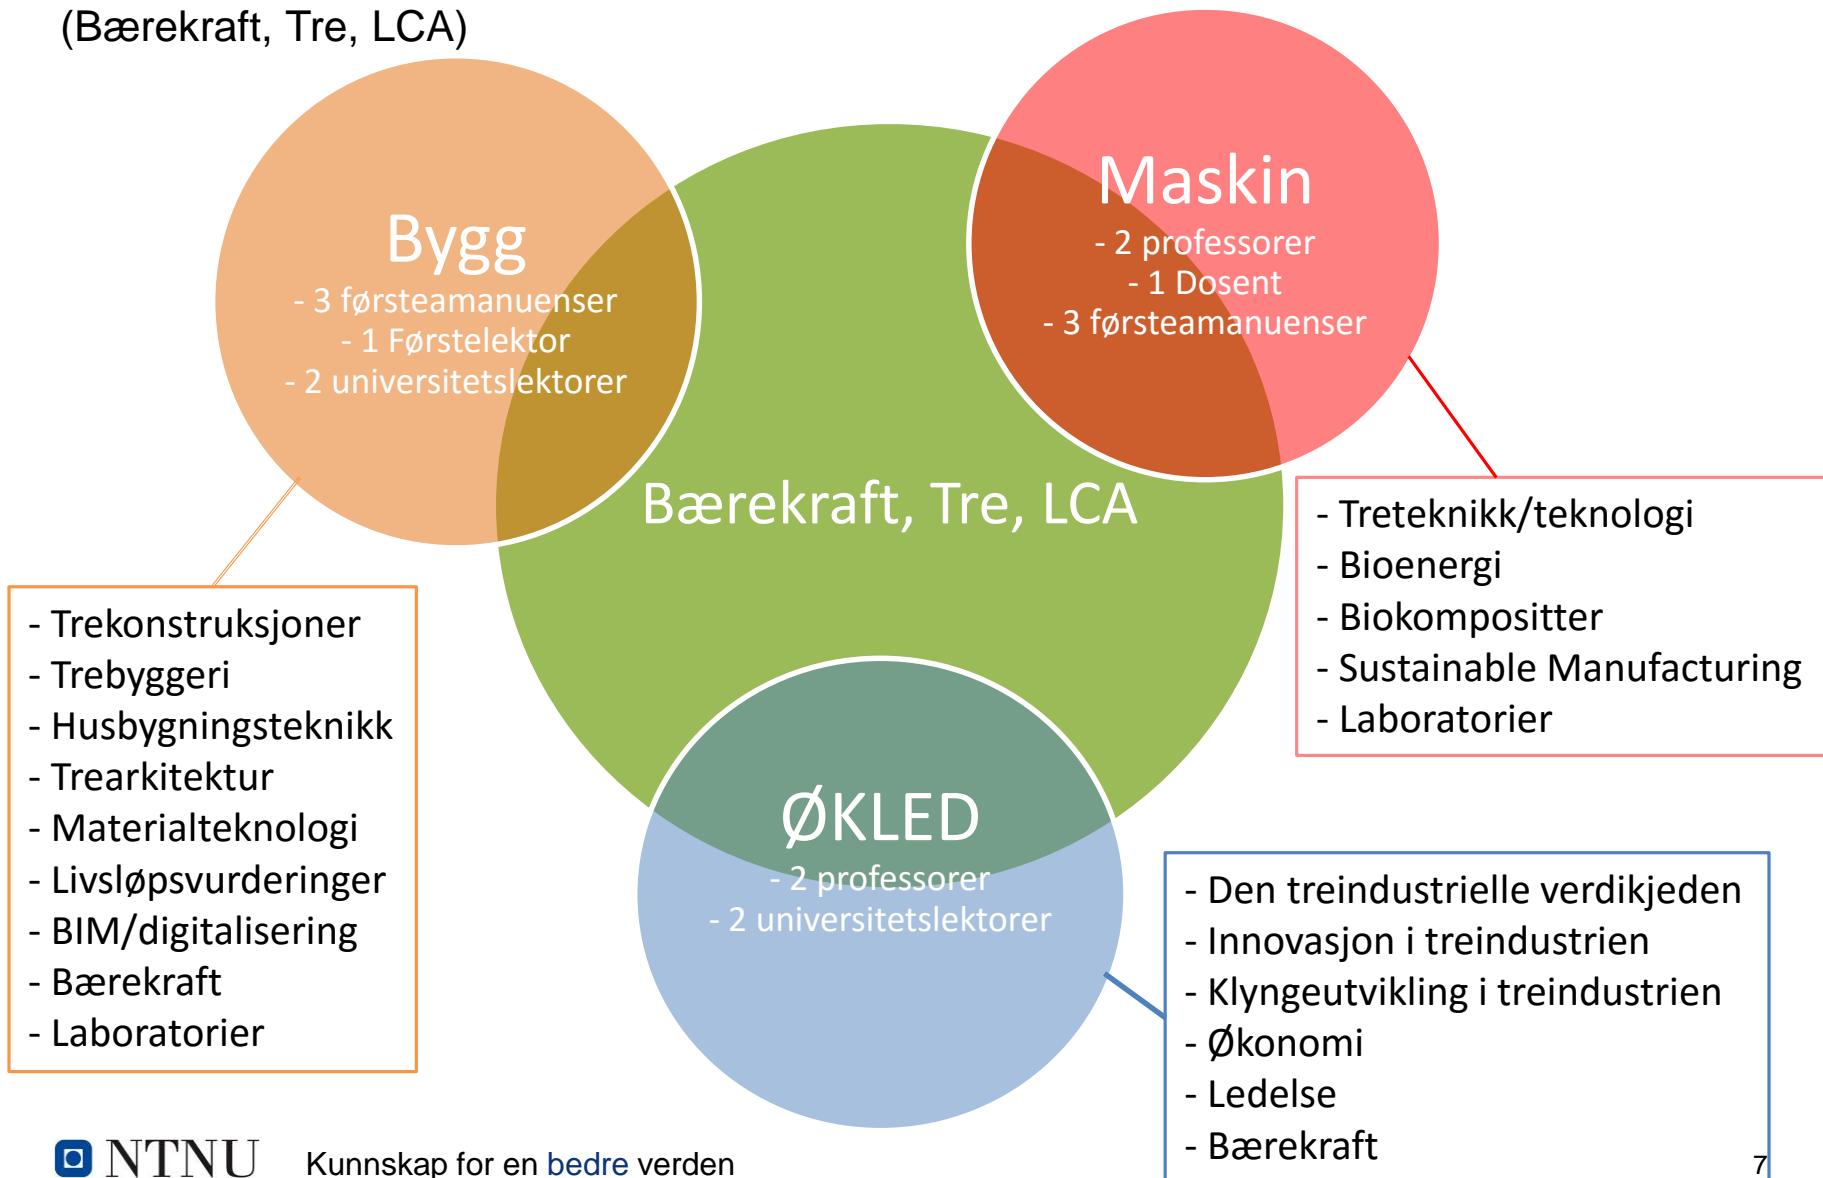 (Bærekraft, Tre, LCA)
Bygg
- 3 førsteamanuenser
- 1 Førstelektor
- 2 universitetslektorer
Maskin
- 2 professorer
- 1 Dosent
- 3 førsteamanuenser
Bærekraft, Tre, LCA
- Treteknikk/teknologi
- Bioenergi
- Biokompositter
- Sustainable Manufacturing
- Laboratorier
- Trekonstruksjoner
- Trebyggeri
- Husbygningsteknikk
- Trearkitektur
- Materialteknologi
- Livsløpsvurderinger
- BIM/digitalisering
- Bærekraft
- Laboratorier
ØKLED
- 2 professorer
- 2 universitetslektorer
- Den treindustrielle verdikjeden
- Innovasjon i treindustrien
- Klyngeutvikling i treindustrien
- Økonomi
- Ledelse
- Bærekraft
NTNU
Kunnskap for en bedre verden
7